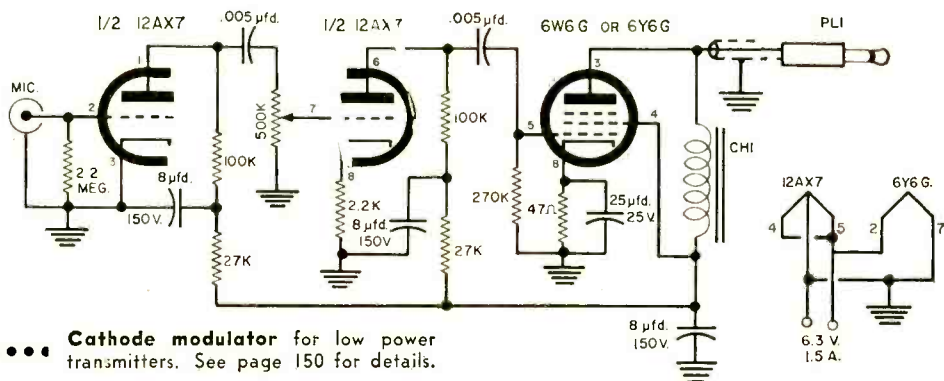 1/2 12AX7
.005 µfd.
1/2 12AX7
.005 µfd.
6W6G OR 6Y6G
PL1
MIC.
1
2
3
2.2 MEG.
8 µfd.
150V.
100K
27K
500K
7
6
8
2.2K
8 µfd.
150V
100K
27K
270K
5
3
4
8
47Ω
25 µfd.
25V.
CH1
8 µfd.
150V.
12AX7
6Y6G.
4
5
2
7
6.3 V.
1.5 A.
Cathode modulator for low power
transmitters. See page 150 for details.